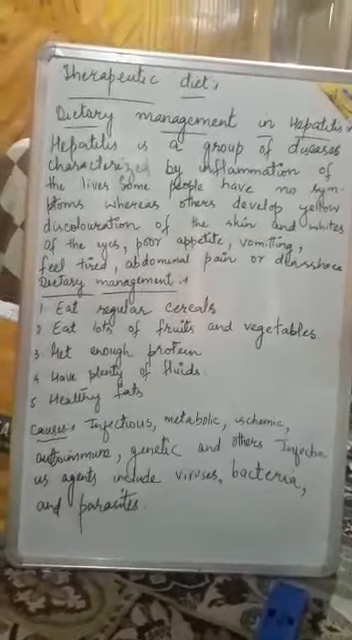 Therapeutic diet,
Dietary management in Hepatitis,
Hepatitis is a group of diseases
characterized by inflammation of
the lives some people have no sym-
ptoms whereas others develop yellow
discolouration of the skin and whites
of the eyes, poor appetite, vomitting,
feel tired, abdominal pain or diarrhoea
Dietary management :→
1 Eat regular cereals
2 Eat lots of fruits and vegetables
3 Get enough protein
4 Have plenty of fluids.
5 Healthy fats
Causes:→ Infectious, metabolic, ischemic,
autoimmune, genetic and others Infectio
us agents include viruses, bacteria,
and parasites.